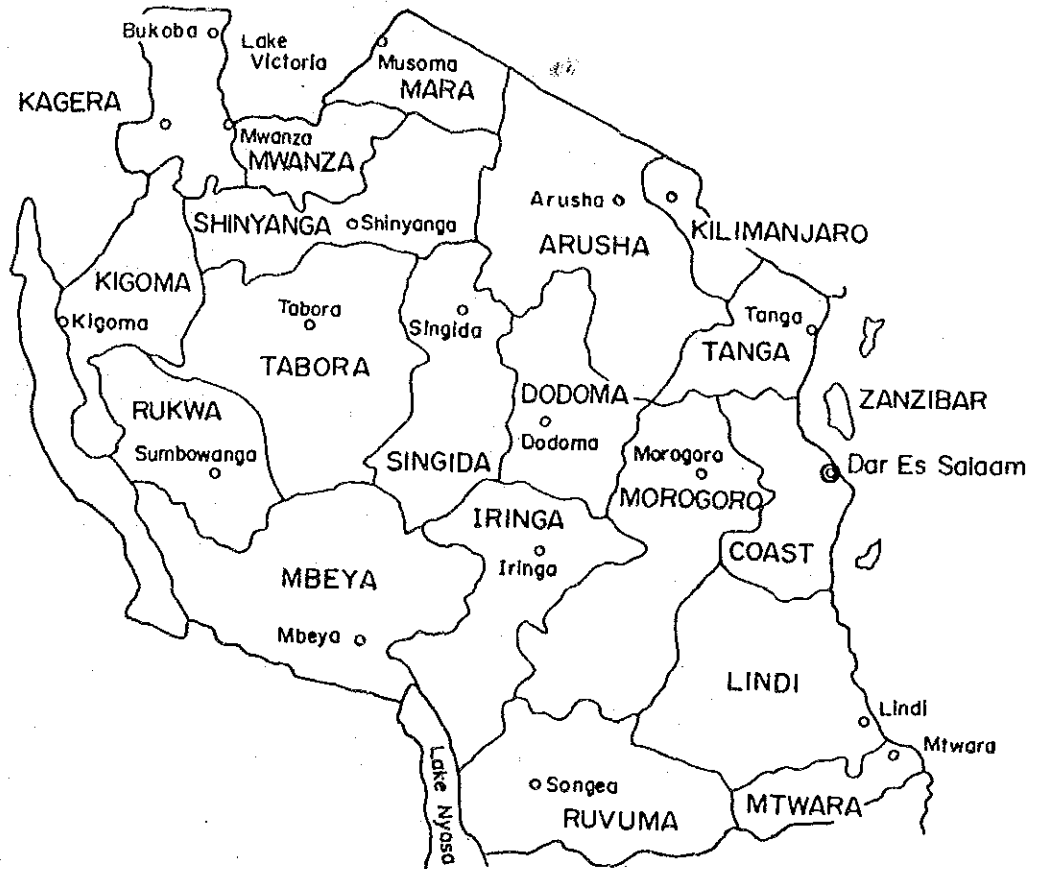 Bukoba
Lake
Victoria
Musoma
MARA
KAGERA
Mwanza
MWANZA
Arusha
SHINYANGA
Shinyanga
KILIMANJARO
ARUSHA
KIGOMA
Kigoma
Tabora
Singida
Tanga
TABORA
TANGA
RUKWA
DODOMA
ZANZIBAR
Dodoma
Sumbowanga
SINGIDA
Morogoro
Dar Es Salaam
MOROGORO
IRINGA
Iringa
COAST
MBEYA
Mbeya
LINDI
Lindi
Mtwara
Lake Nyasa
Songea
RUVUMA
MTWARA